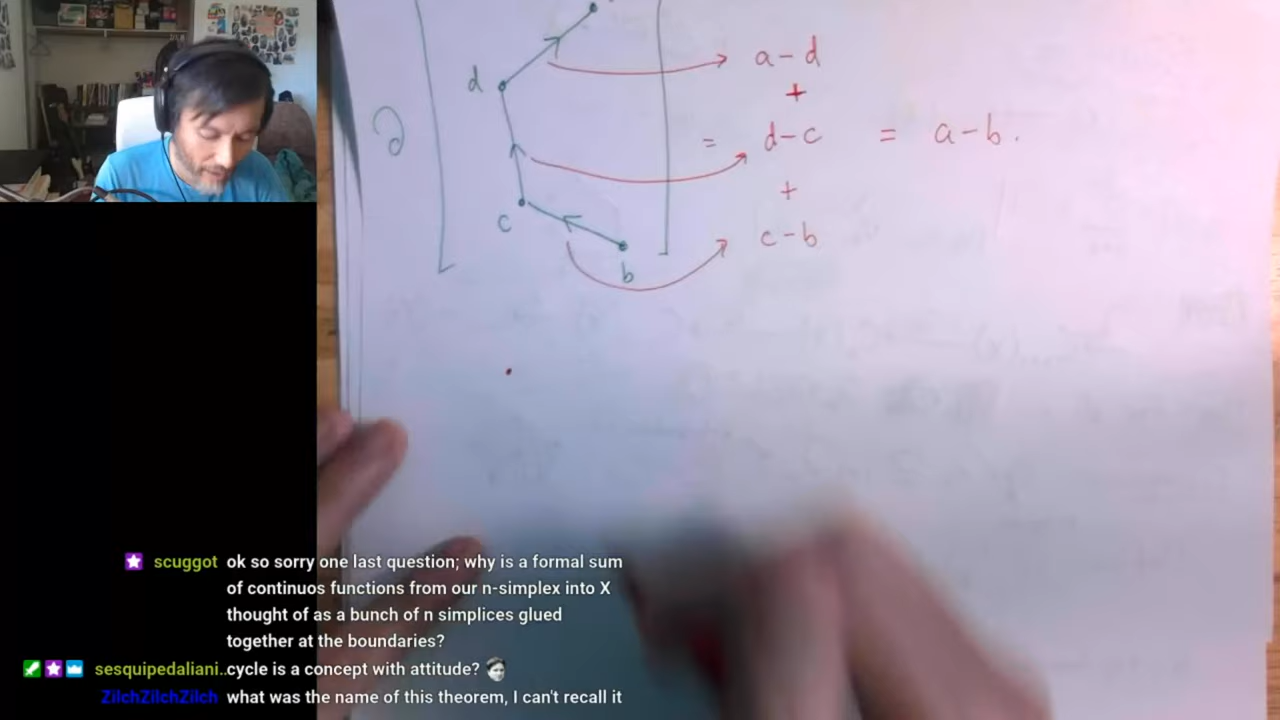 a-d
+
d
∂ = d-c = a-b.
+
c c-b
b
scuggot ok so sorry one last question; why is a formal sum
of continuos functions from our n-simplex into X
thought of as a bunch of n simplices glued
together at the boundaries?
sesquipedaliani..cycle is a concept with attitude?
ZilchZilchZilch what was the name of this theorem, I can't recall it